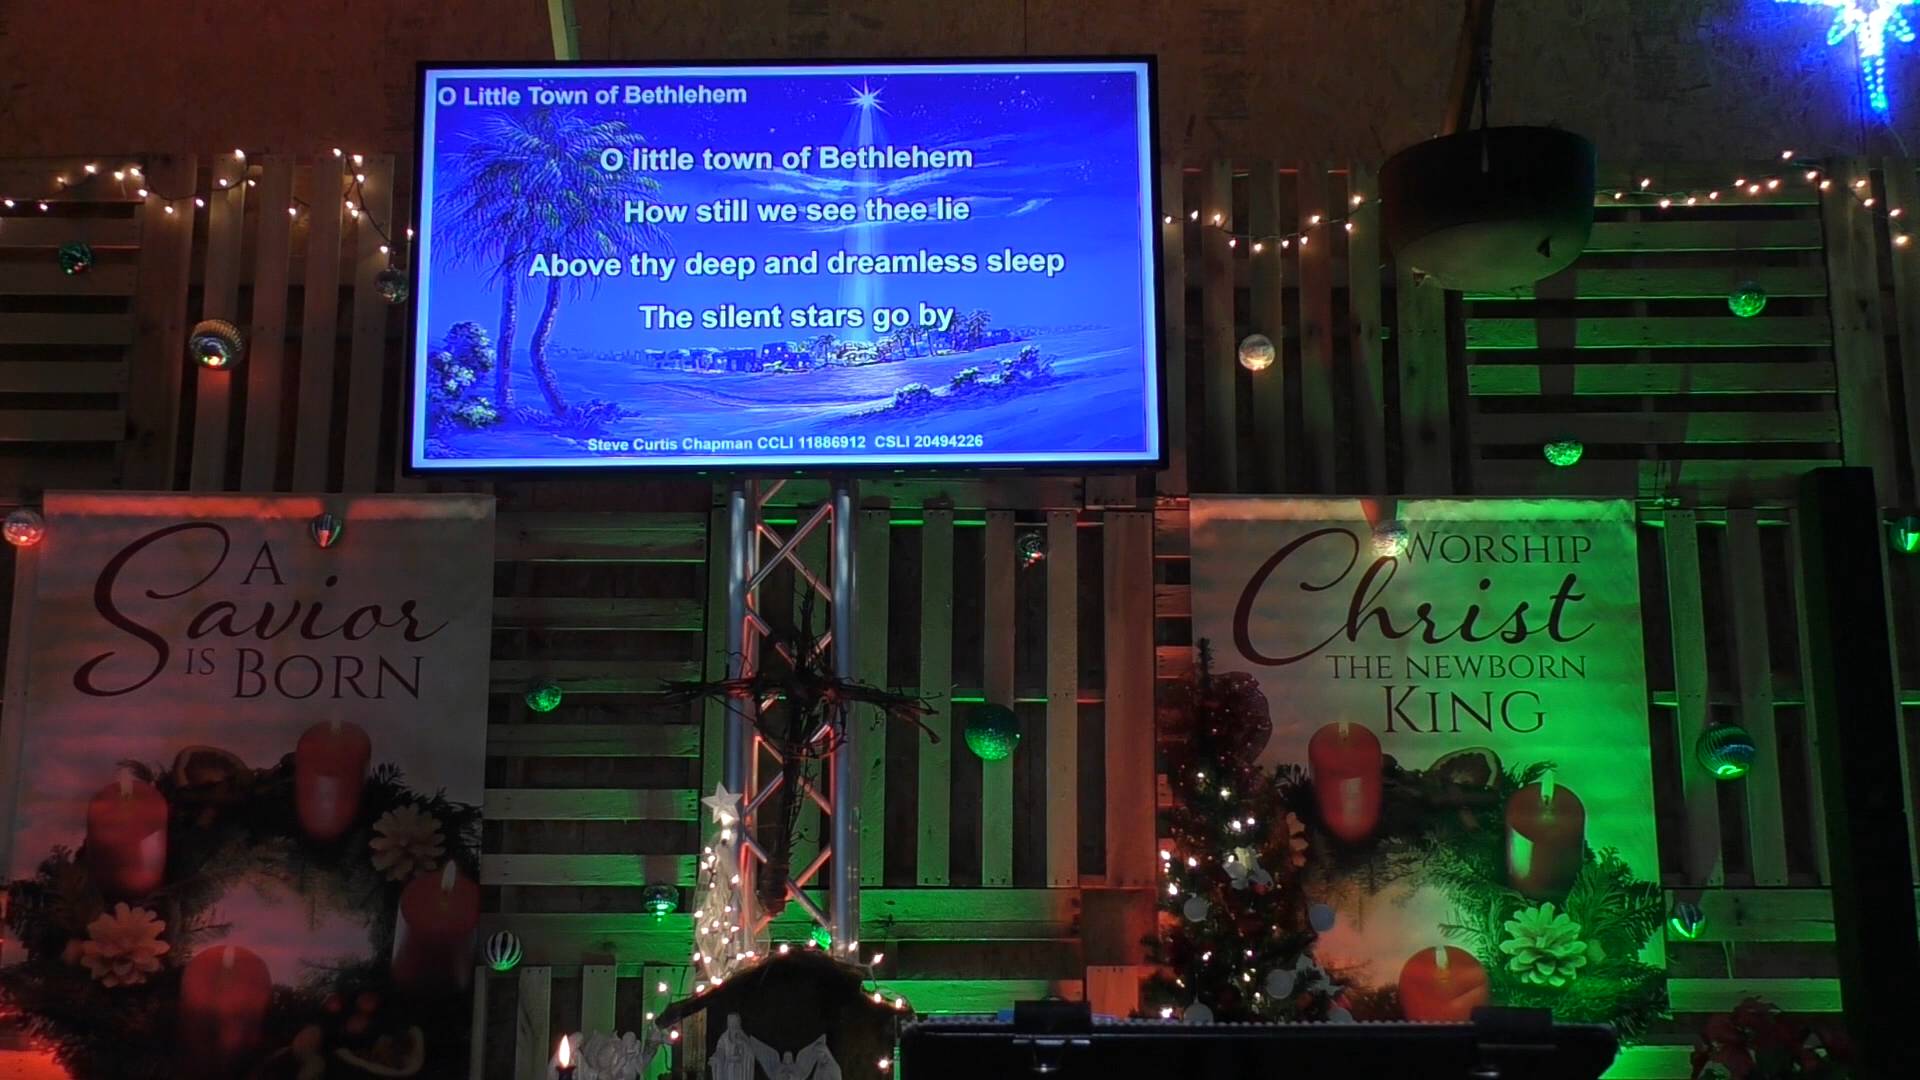 O Little Town of Bethlehem
O little town of Bethlehem
How still we see thee lie
Above thy deep and dreamless sleep
The silent stars go by
Steve Curtis Chapman CCLI 11886912 CSLI 20494226
A
Savior
IS BORN
WORSHIP
Christ
THE NEWBORN
KING